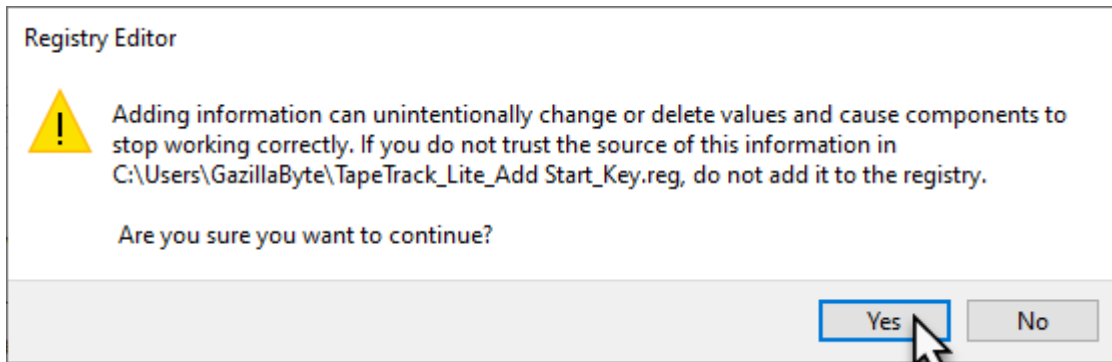 Registry Editor
Adding information can unintentionally change or delete values and cause components to
stop working correctly. If you do not trust the source of this information in
C:\Users\GazillaByte\TapeTrack_Lite_Add Start_Key.reg, do not add it to the registry.
Are you sure you want to continue?
Yes No